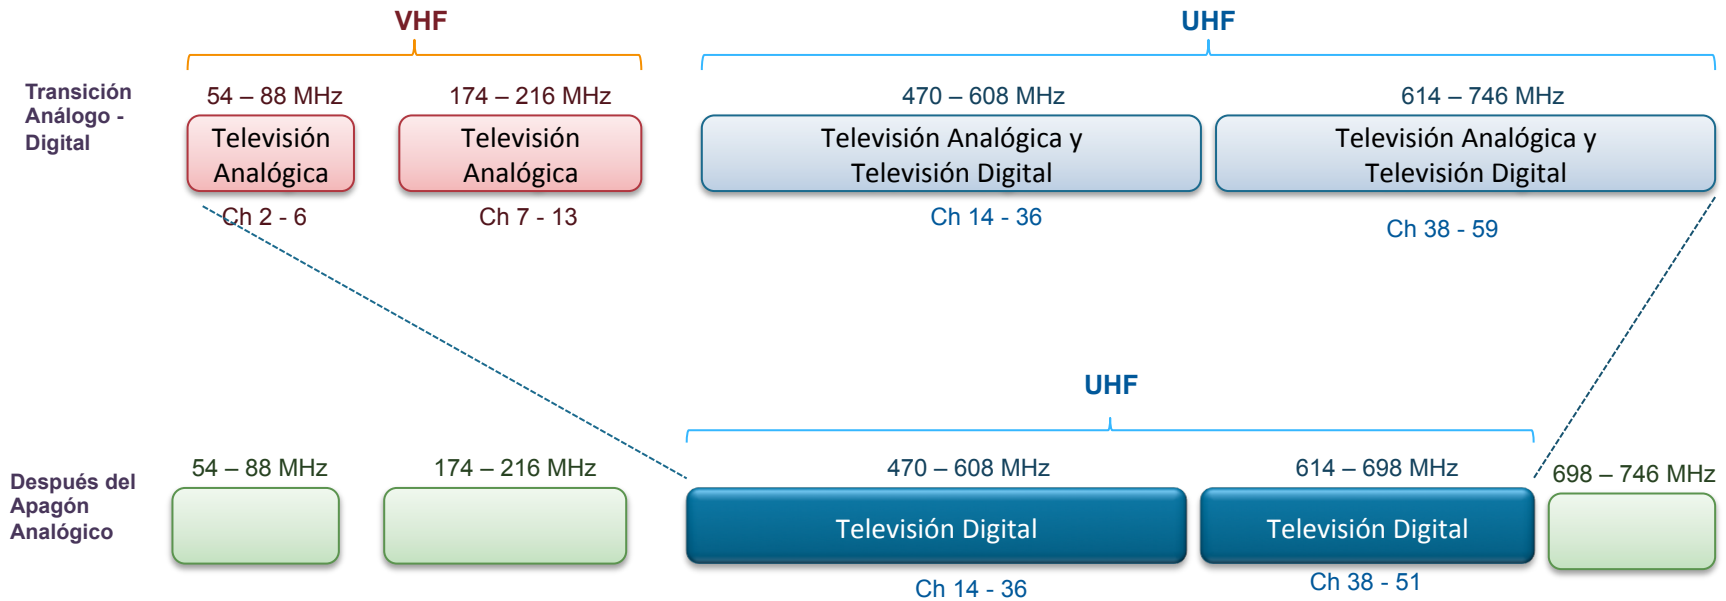 VHF
UHF
Transición
Análogo -
Digital
54 – 88 MHz
174 – 216 MHz
470 – 608 MHz
614 – 746 MHz
Televisión
Analógica
Televisión
Analógica
Televisión Analógica y
Televisión Digital
Televisión Analógica y
Televisión Digital
Ch 2 - 6
Ch 7 - 13
Ch 14 - 36
Ch 38 - 59
UHF
Después del
Apagón
Analógico
54 – 88 MHz
174 – 216 MHz
470 – 608 MHz
614 – 698 MHz
698 – 746 MHz
Televisión Digital
Televisión Digital
Ch 14 - 36
Ch 38 - 51